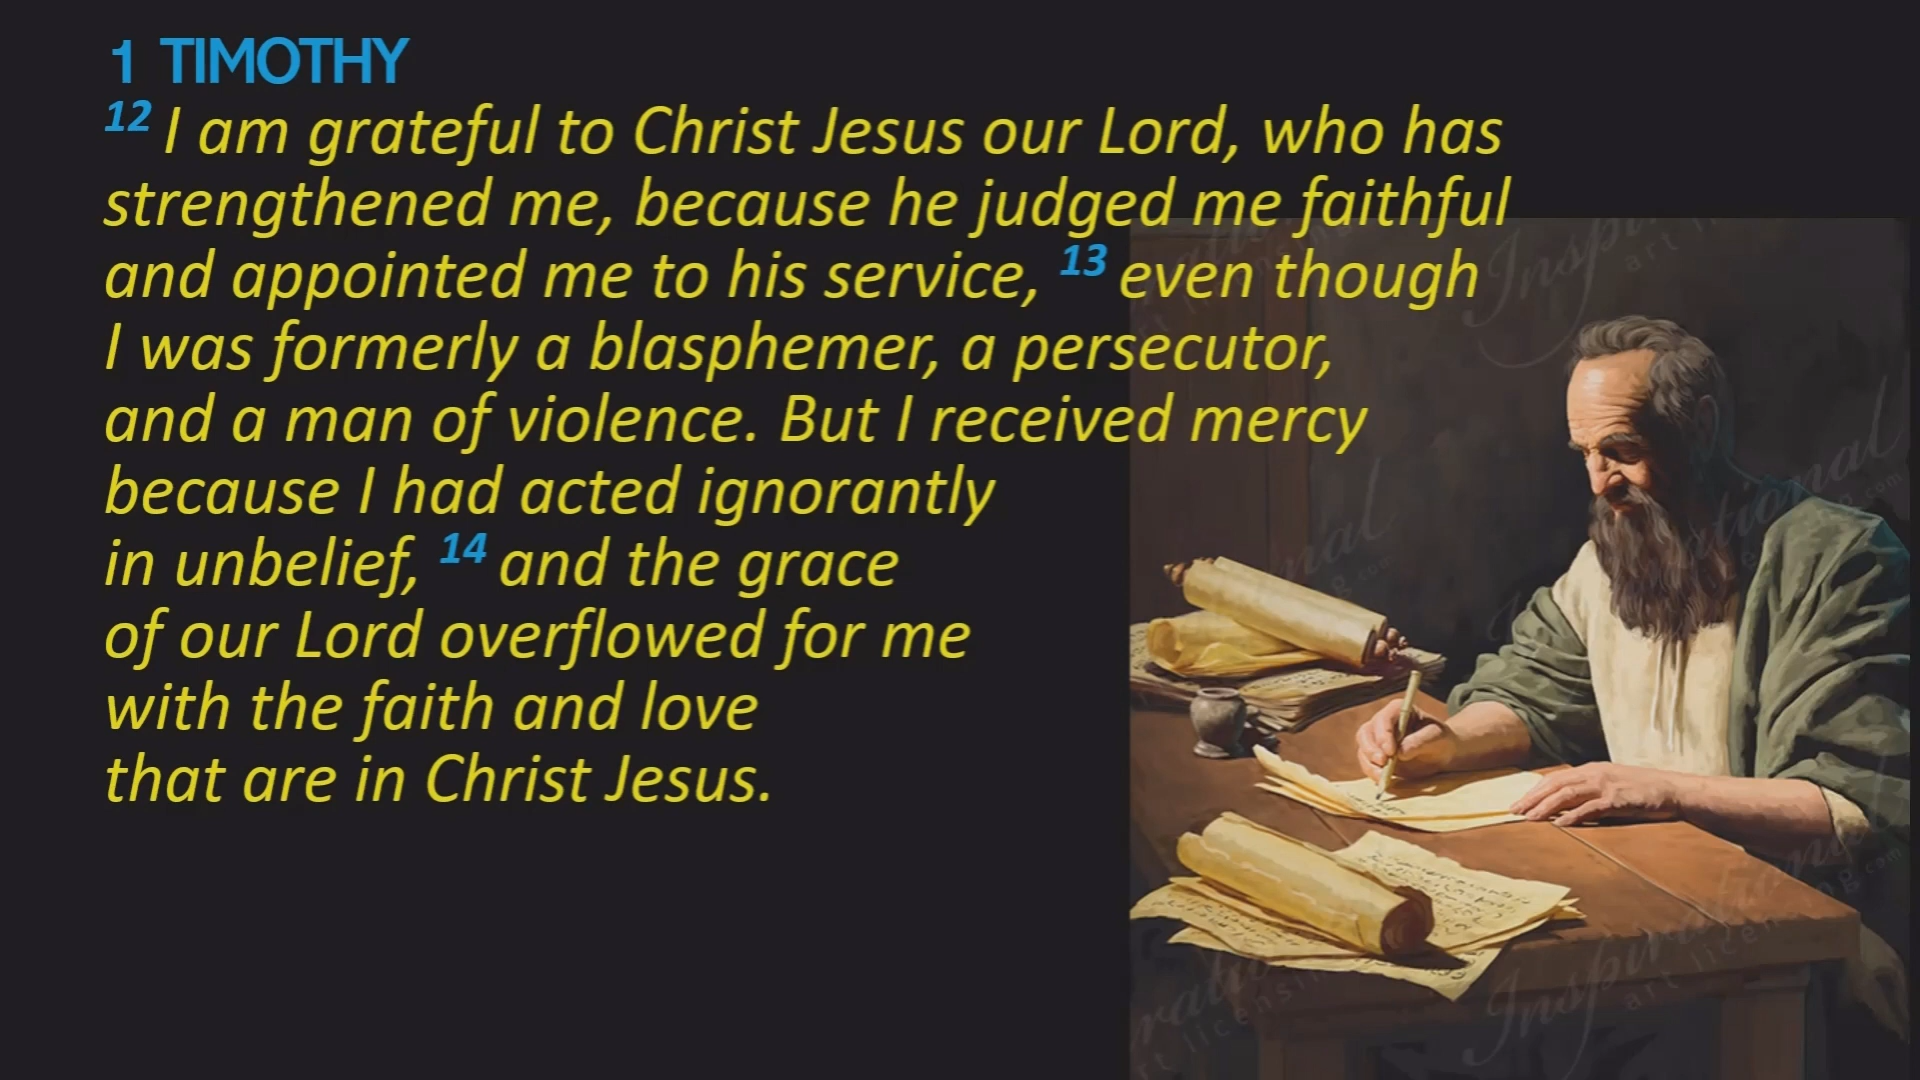 1 TIMOTHY
12 I am grateful to Christ Jesus our Lord, who has
strengthened me, because he judged me faithful
and appointed me to his service, 13 even though
I was formerly a blasphemer, a persecutor,
and a man of violence. But I received mercy
because I had acted ignorantly
in unbelief, 14 and the grace
of our Lord overflowed for me
with the faith and love
that are in Christ Jesus.